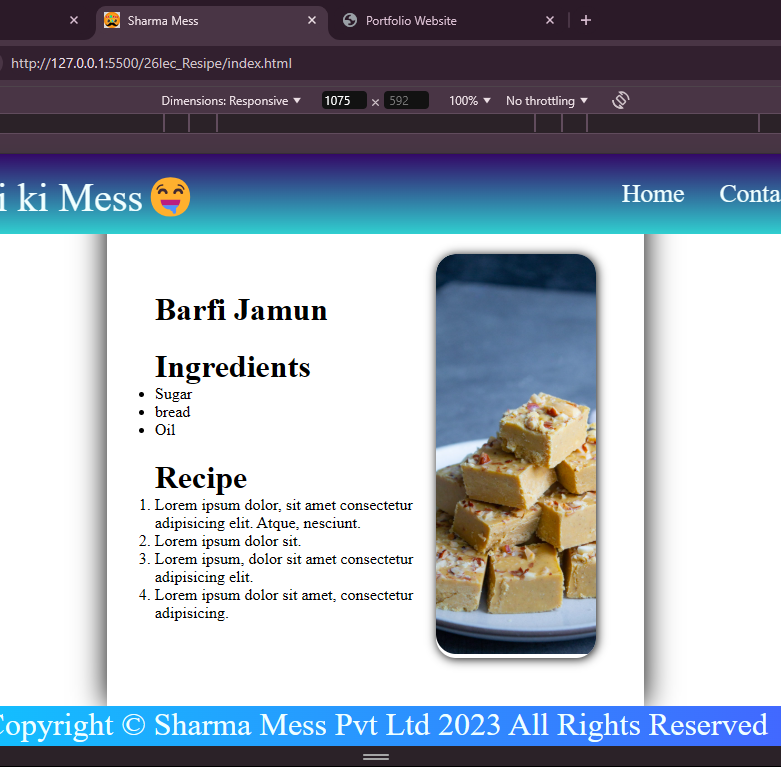 Sharma Mess
Portfolio Website
http://127.0.0.1:5500/26lec_Resipe/index.html
Dimensions: Responsive 1075 × 592 100% No throttling
i ki Mess Home Conta
Barfi Jamun
Ingredients
• Sugar
• bread
• Oil
Recipe
1. Lorem ipsum dolor, sit amet consectetur
adipisicing elit. Atque, nesciunt.
2. Lorem ipsum dolor sit.
3. Lorem ipsum, dolor sit amet consectetur
adipisicing elit.
4. Lorem ipsum dolor sit amet, consectetur
adipisicing.
Copyright © Sharma Mess Pvt Ltd 2023 All Rights Reserved